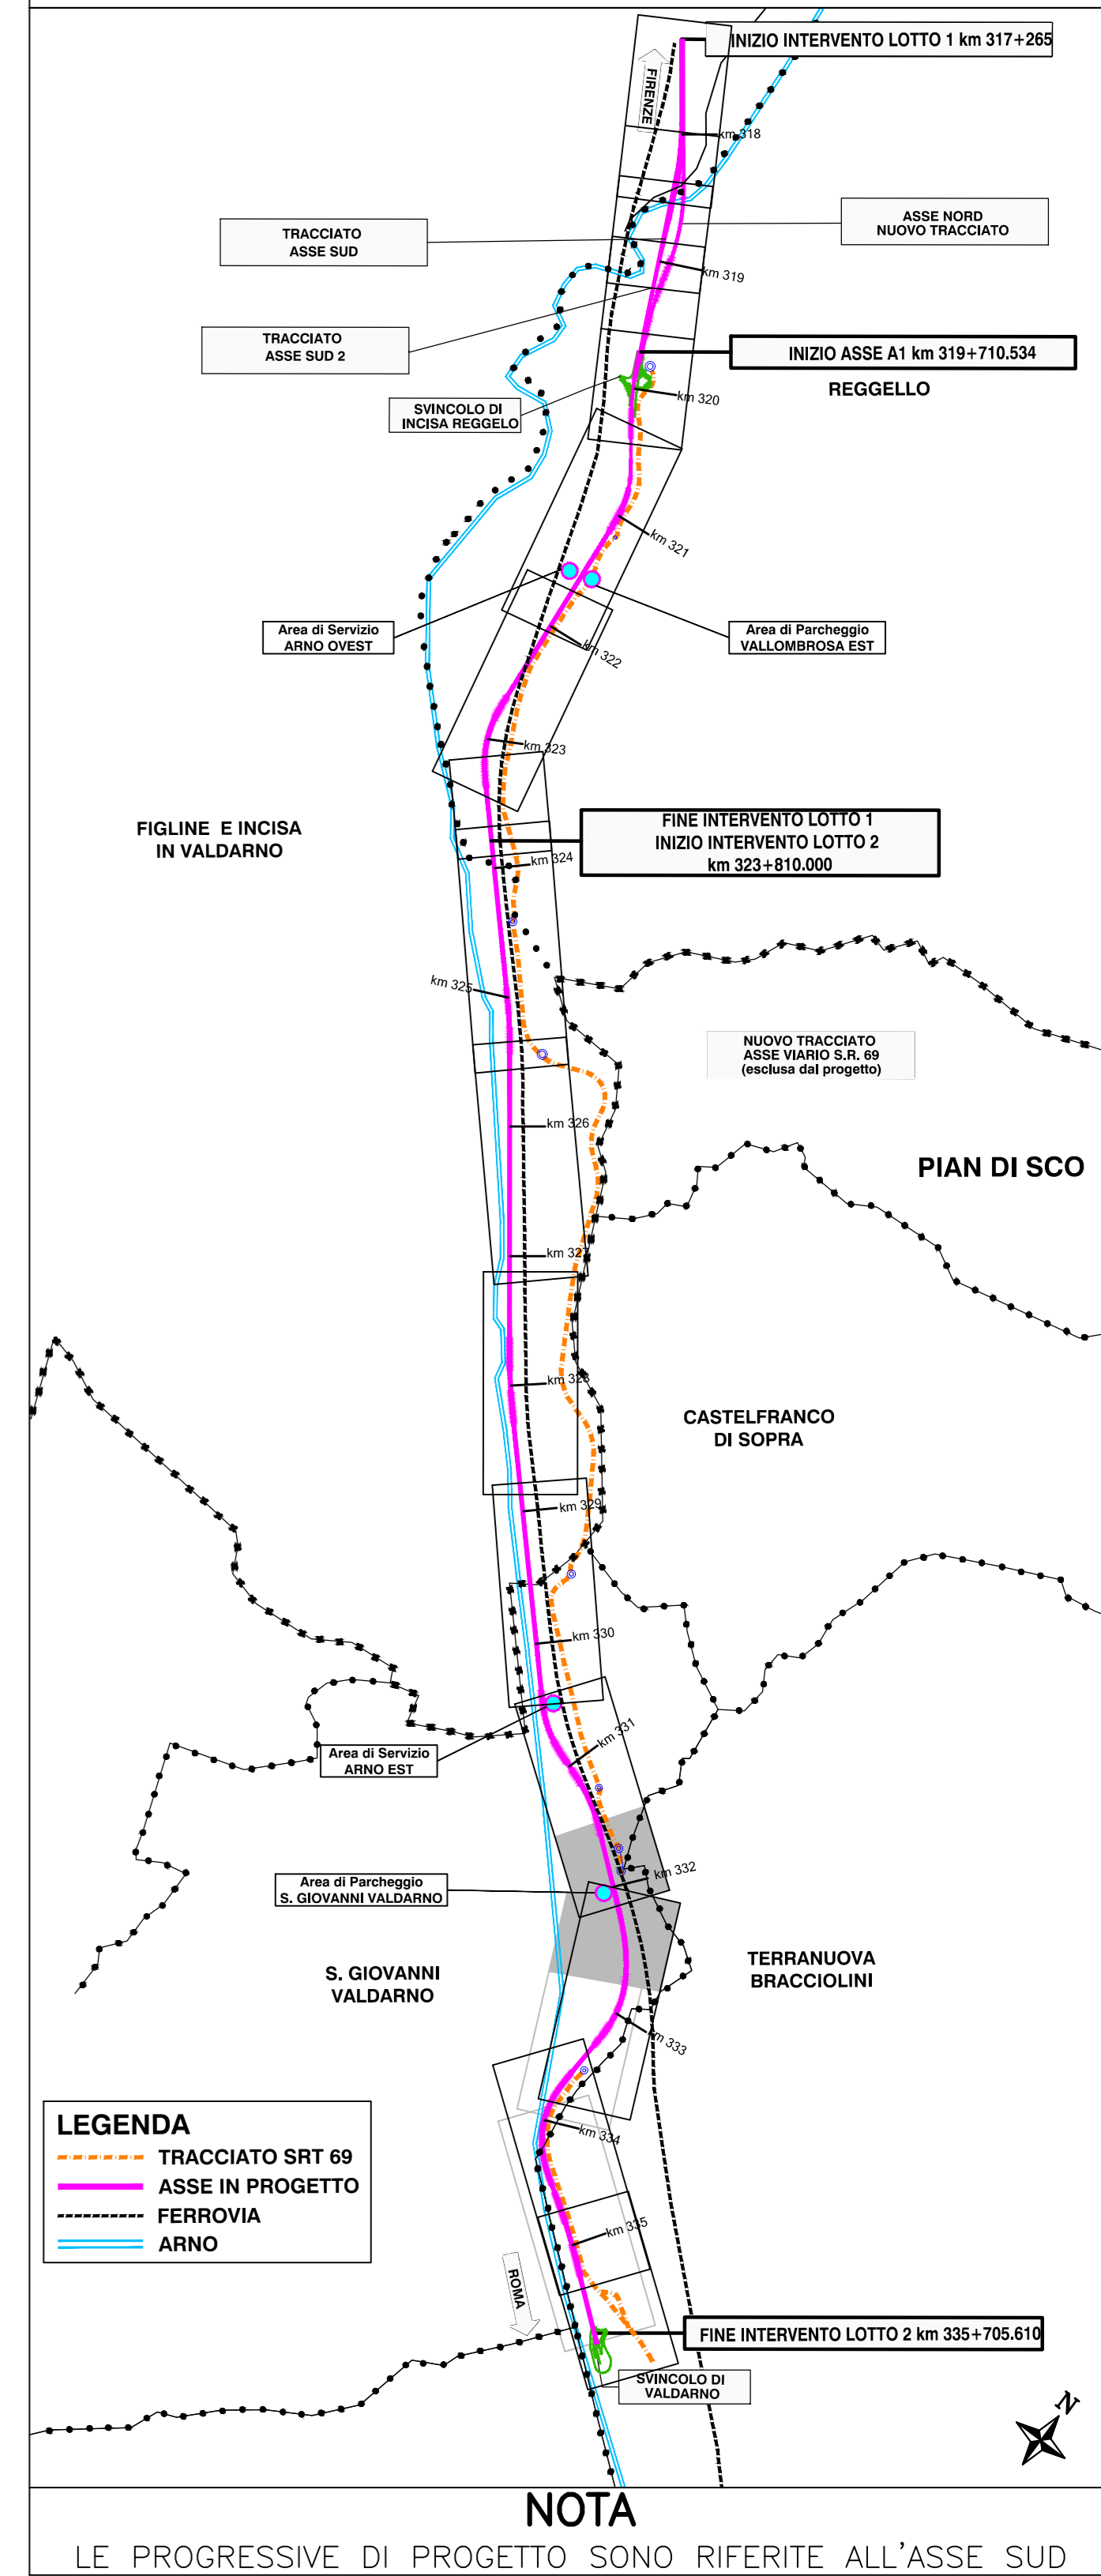 INIZIO INTERVENTO LOTTO 1 km 317+265
FIRENZE
km 318
ASSE NORD
NUOVO TRACCIATO
TRACCIATO
ASSE SUD
km 319
TRACCIATO
ASSE SUD 2
INIZIO ASSE A1 km 319+710.534
REGGELLO
km 320
SVINCOLO DI
INCISA REGGELO
km 321
Area di Servizio
ARNO OVEST
Area di Parcheggio
VALLOMBROSA EST
km 322
km 323
FIGLINE E INCISA
IN VALDARNO
FINE INTERVENTO LOTTO 1
INIZIO INTERVENTO LOTTO 2
km 323+810.000
km 324
km 325
NUOVO TRACCIATO
ASSE VIARIO S.R. 69
(esclusa dal progetto)
km 326
PIAN DI SCO
km 327
km 328
CASTELFRANCO
DI SOPRA
km 329
km 330
km 331
Area di Servizio
ARNO EST
km 332
Area di Parcheggio
S. GIOVANNI VALDARNO
TERRANUOVA
BRACCIOLINI
S. GIOVANNI
VALDARNO
km 333
km 334
LEGENDA
TRACCIATO SRT 69
ASSE IN PROGETTO
FERROVIA
ARNO
km 335
ROMA
FINE INTERVENTO LOTTO 2 km 335+705.610
SVINCOLO DI
VALDARNO
N
NOTA
LE PROGRESSIVE DI PROGETTO SONO RIFERITE ALL'ASSE SUD